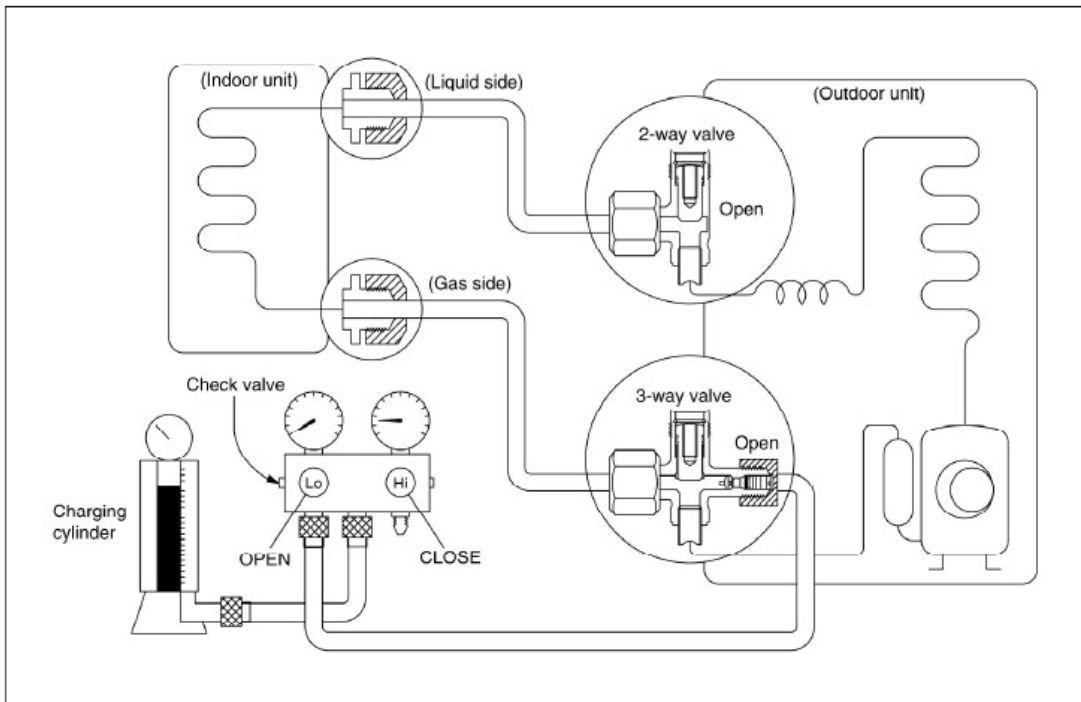 (Indoor unit)
(Liquid side)
(Outdoor unit)
2-way valve
Open
(Gas side)
Check valve
3-way valve
Open
Lo
Hi
Charging
cylinder
OPEN
CLOSE